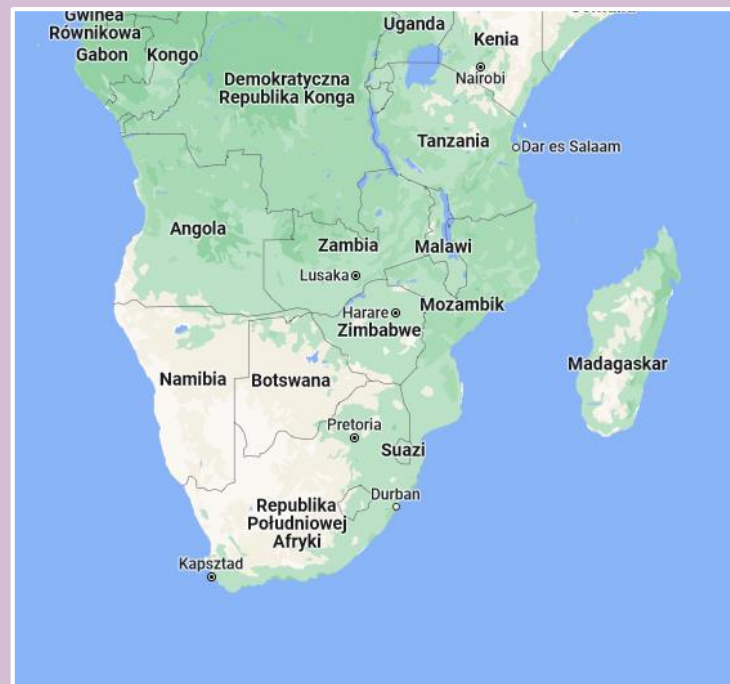 Gwinea
Równikowa
Gabon
Kongo
Uganda
Kenia
Nairobi
Demokratyczna
Republika Konga
Tanzania
Dar es Salaam
Angola
Zambia
Malawi
Lusaka
Mozambik
Harare
Zimbabwe
Madagaskar
Namibia
Botswana
Pretoria
Suazi
Durban
Republika
Południowej
Afryki
Kapsztad